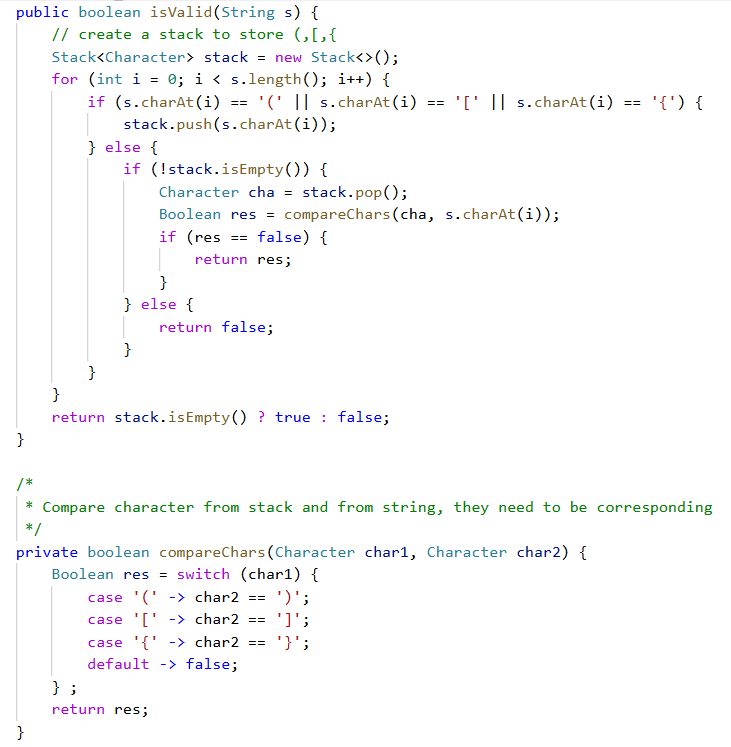 public boolean isValid(String s) {
    // create a stack to store (,[,{
    Stack<Character> stack = new Stack<>();
    for (int i = 0; i < s.length(); i++) {
        if (s.charAt(i) == '(' || s.charAt(i) == '[' || s.charAt(i) == '{') {
            stack.push(s.charAt(i));
        } else {
            if (!stack.isEmpty()) {
                Character cha = stack.pop();
                Boolean res = compareChars(cha, s.charAt(i));
                if (res == false) {
                    return res;
                }
            } else {
                return false;
            }
        }
    }
    return stack.isEmpty() ? true : false;
}

/*
 * Compare character from stack and from string, they need to be corresponding
 */
private boolean compareChars(Character char1, Character char2) {
    Boolean res = switch (char1) {
        case '(' -> char2 == ')';
        case '[' -> char2 == ']';
        case '{' -> char2 == '}';
        default -> false;
    } ;
    return res;
}